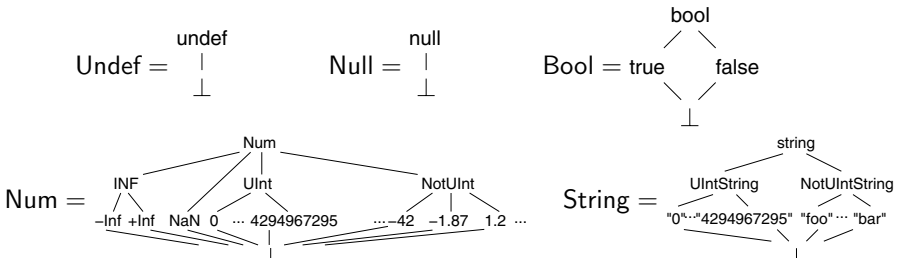 undef
Undef =
⊥
null
Null =
⊥
bool
Bool = true false
⊥
Num
INF UInt NotUInt
Num =
−Inf +Inf NaN 0 ··· 4294967295 ···−42 −1.87 1.2 ···
⊥
string
UIntString NotUIntString
String =
"0"···"4294967295" "foo" ··· "bar"
⊥